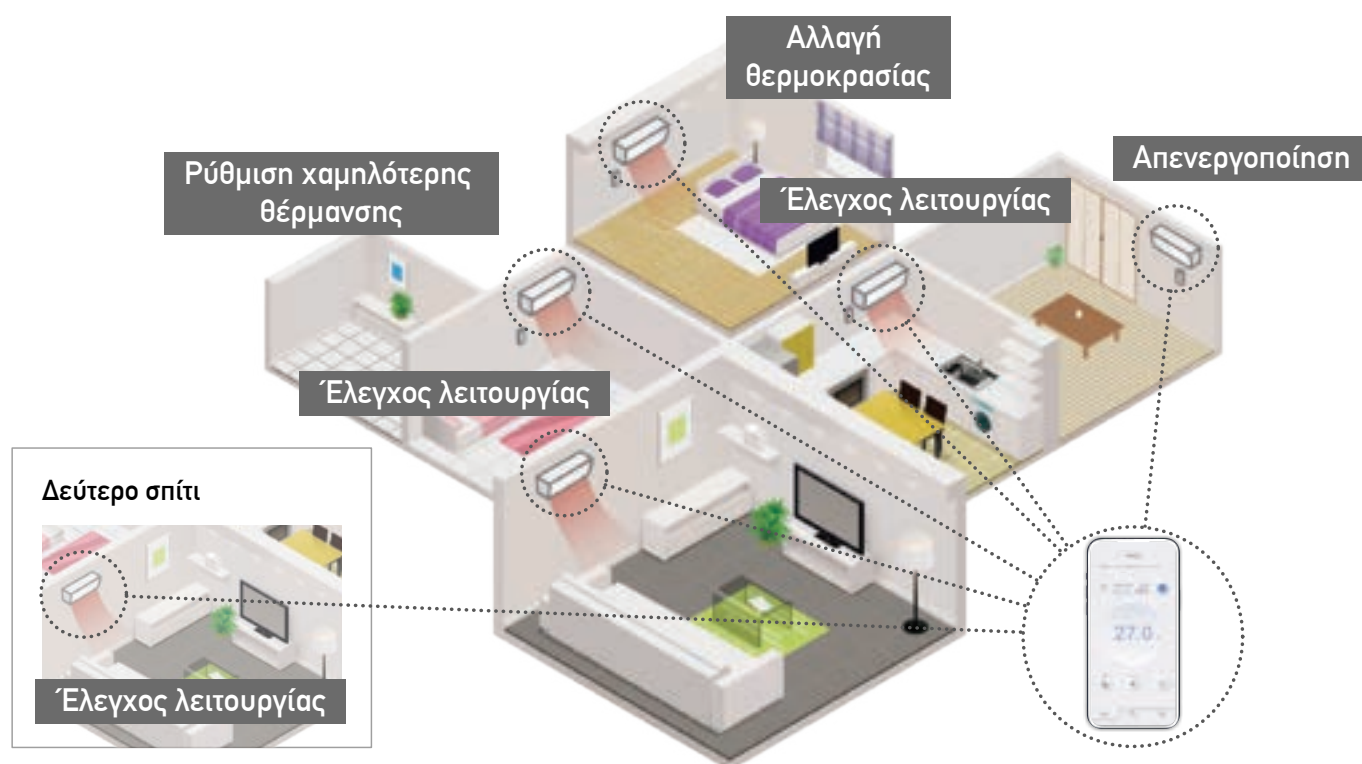 Αλλαγή
θερμοκρασίας
Απενεργοποίηση
Ρύθμιση χαμηλότερης
θέρμανσης
Έλεγχος λειτουργίας
Έλεγχος λειτουργίας
Δεύτερο σπίτι
Έλεγχος λειτουργίας
27.0